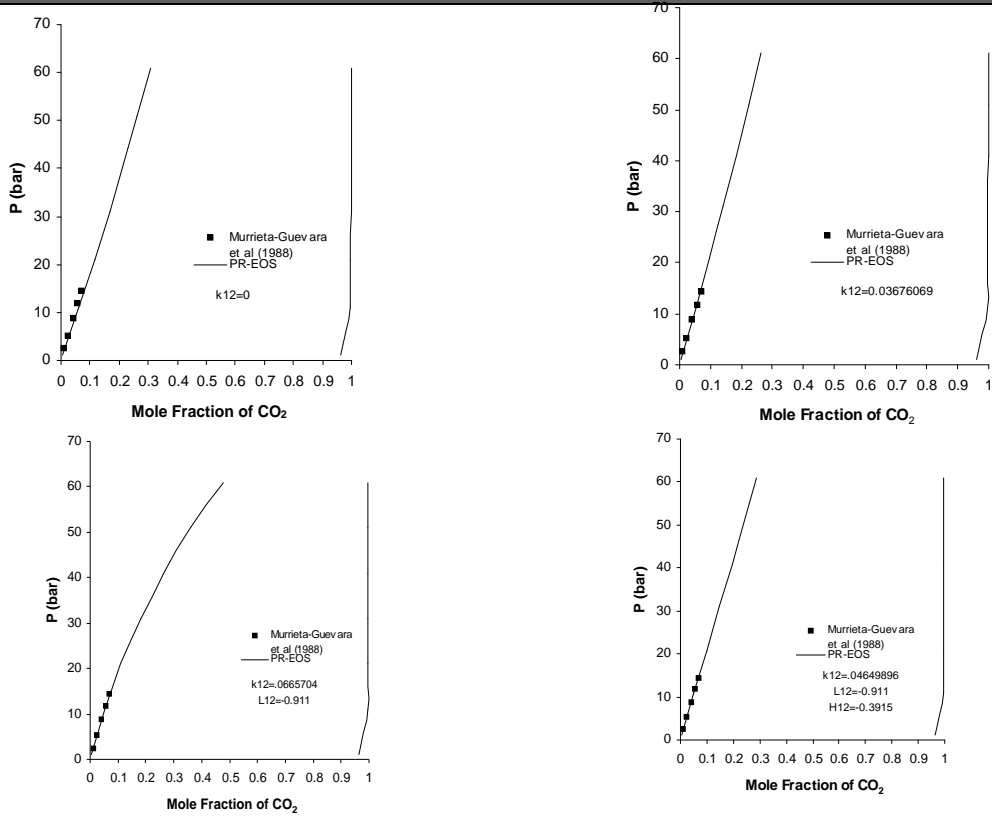 70
60
50
40
30
20
10
0
P (bar)
Murrieta-Guevara
et al (1988)
PR-EOS
k12=0
0 0.1 0.2 0.3 0.4 0.5 0.6 0.7 0.8 0.9 1
Mole Fraction of CO2
70
60
50
40
30
20
10
0
P (bar)
Murrieta-Guevara
et al (1988)
PR-EOS
k12=0.03676069
0 0.1 0.2 0.3 0.4 0.5 0.6 0.7 0.8 0.9 1
Mole Fraction of CO2
70
60
50
40
30
20
10
0
P (bar)
Murrieta-Guevara
et al (1988)
PR-EOS
k12=.0665704
L12=-0.911
0 0.1 0.2 0.3 0.4 0.5 0.6 0.7 0.8 0.9 1
Mole Fraction of CO2
70
60
50
40
30
20
10
0
P (bar)
Murrieta-Guevara
et al (1988)
PR-EOS
k12=.04649896
L12=-0.911
H12=-0.3915
0 0.1 0.2 0.3 0.4 0.5 0.6 0.7 0.8 0.9 1
Mole Fraction of CO2